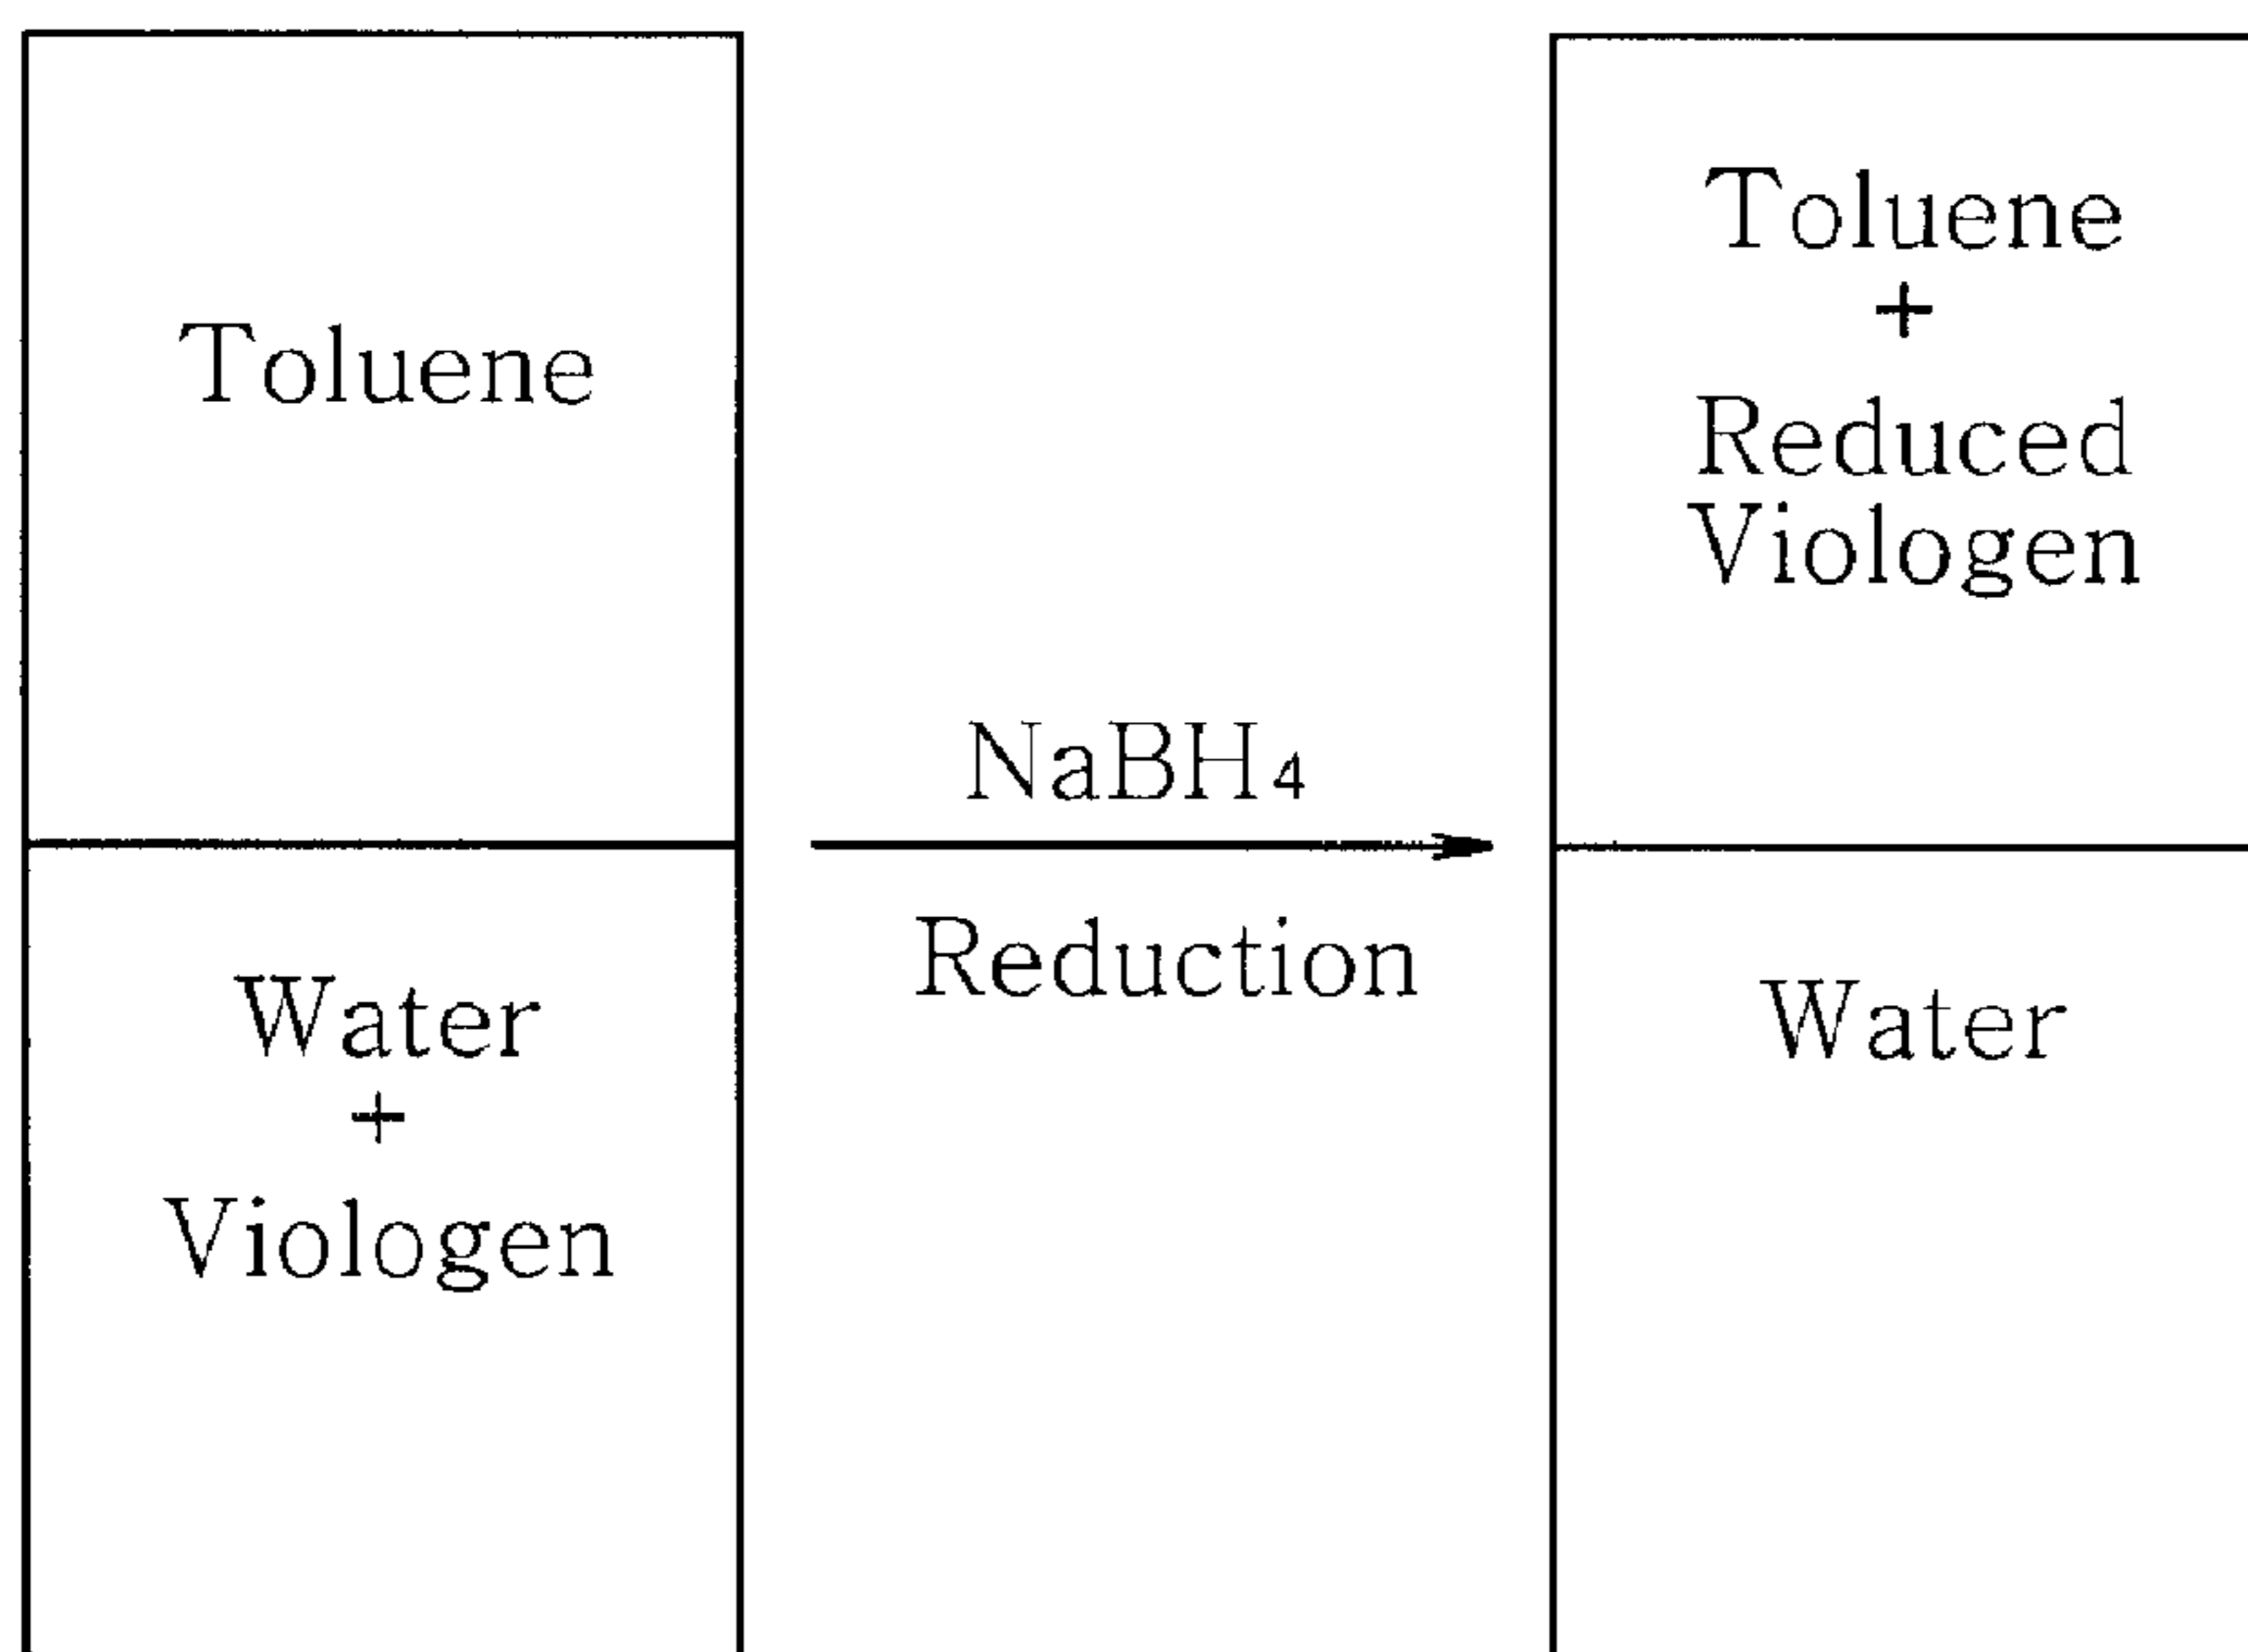 Toluene
Water
+
Viologen
NaBH₄
Reduction
Toluene
+
Reduced
Viologen
Water